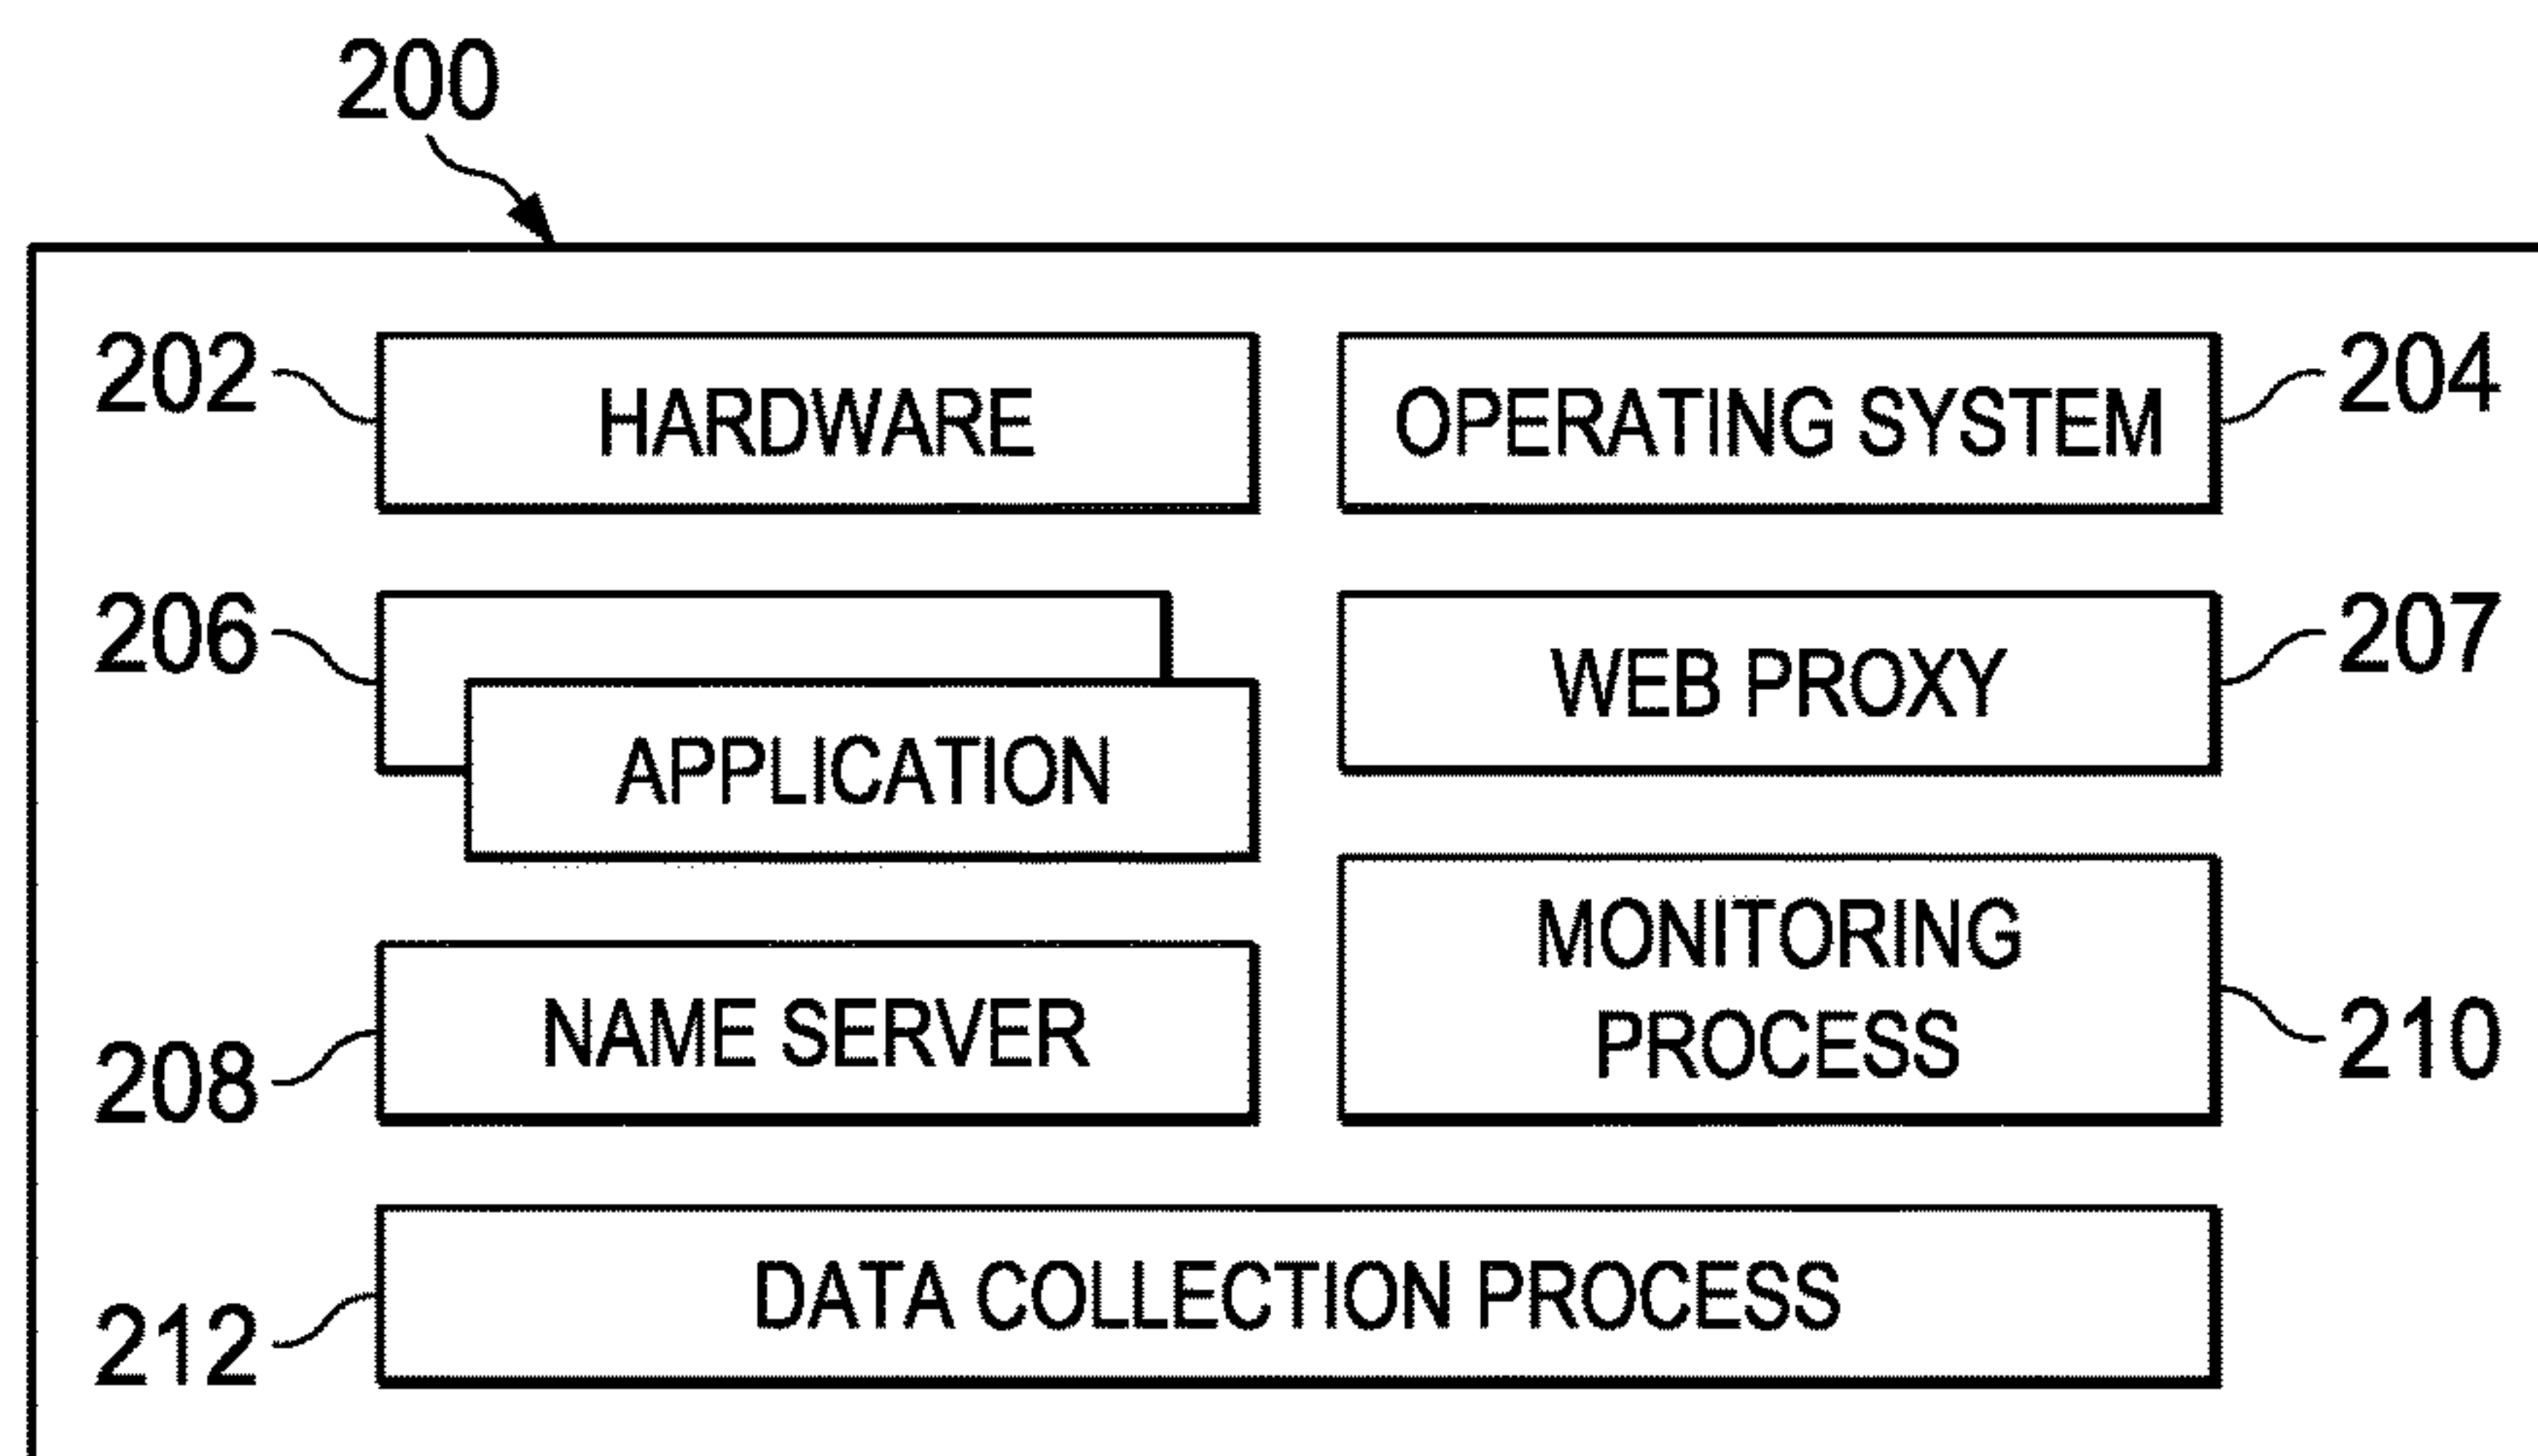 200
202 HARDWARE OPERATING SYSTEM 204
206 APPLICATION WEB PROXY 207
208 NAME SERVER MONITORING
PROCESS 210
212 DATA COLLECTION PROCESS